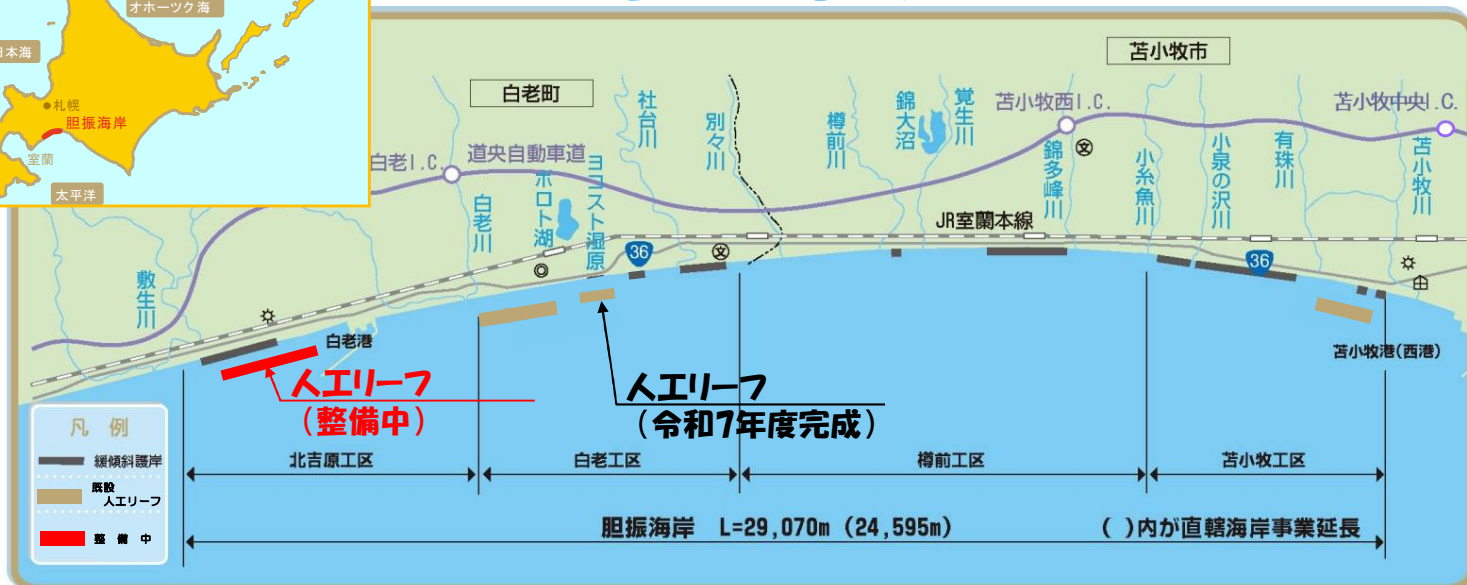 オホーツク海
日本海
札幌
胆振海岸
室蘭
太平洋
苫小牧市
白老町
社台川
別々川
樽前川
錦大沼
覚生川
苫小牧西I.C.
苫小牧中央I.C.
白老I.C.
道央自動車道
ヨコスト湿原
ポロト湖
白老川
錦多峰川
小糸魚川
小泉の沢川
有珠川
苫小牧川
JR室蘭本線
36
文
文
36
敷生川
白老港
苫小牧港(西港)
人工リーフ
(整備中)
人工リーフ
(令和7年度完成)
凡 例
緩傾斜護岸
既設
人工リーフ
整 備 中
北吉原工区
白老工区
樽前工区
苫小牧工区
胆振海岸 L=29,070m (24,595m)
( )内が直轄海岸事業延長